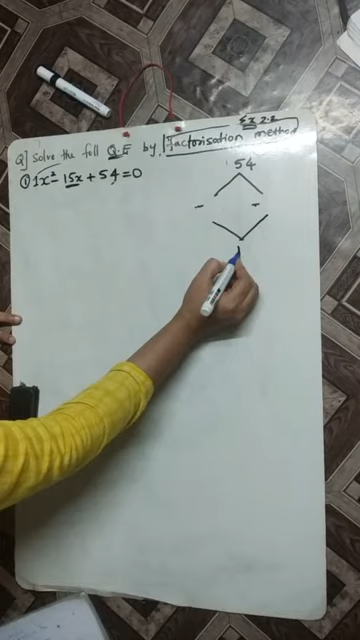 Ex 2.2
Q] Solve the foll Q.E by Factorisation method
① 1x² - 15x + 54 = 0
54
- -